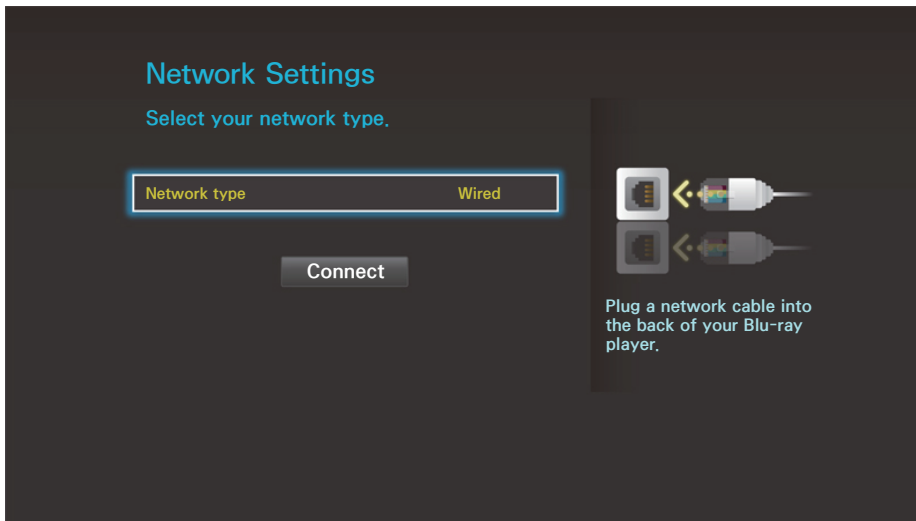 Network Settings
Select your network type.
Network type Wired
Connect
Plug a network cable into
the back of your Blu-ray
player.